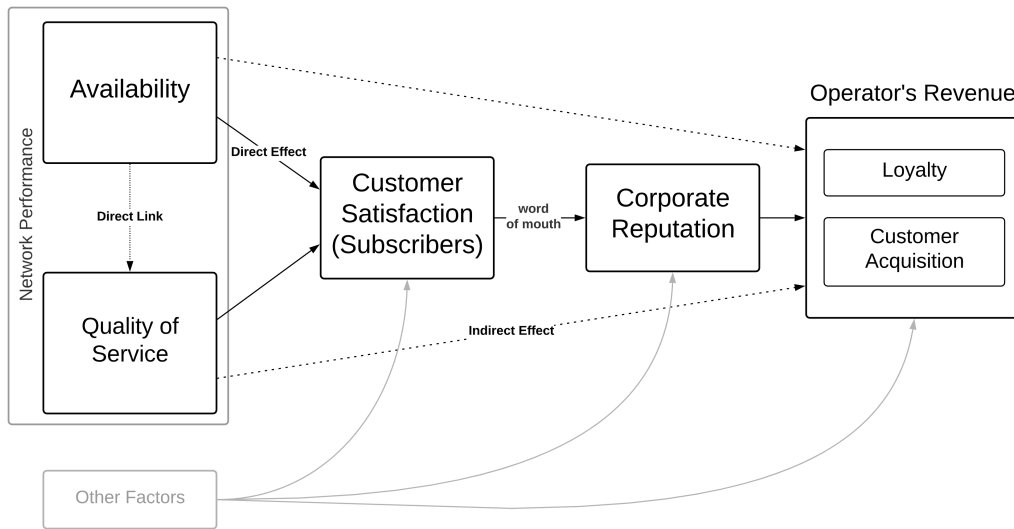 Network Performance
Availability
Direct Link
Quality of
Service
Direct Effect
Customer
Satisfaction
(Subscribers)
word
of mouth
Corporate
Reputation
Operator's Revenue
Loyalty
Customer
Acquisition
Indirect Effect
Other Factors